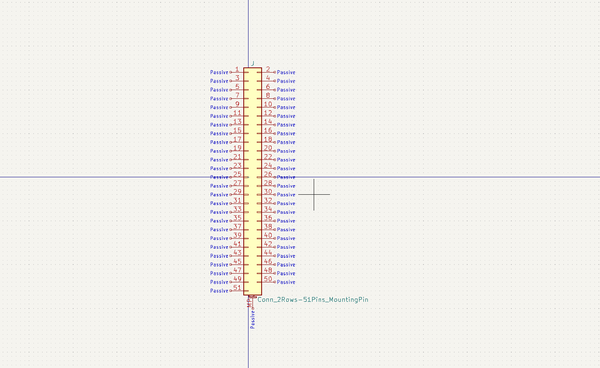 J
Passive 1 2 Passive
Passive 3 4 Passive
Passive 5 6 Passive
Passive 7 8 Passive
Passive 9 10 Passive
Passive 11 12 Passive
Passive 13 14 Passive
Passive 15 16 Passive
Passive 17 18 Passive
Passive 19 20 Passive
Passive 21 22 Passive
Passive 23 24 Passive
Passive 25 26 Passive
Passive 27 28 Passive
Passive 29 30 Passive
Passive 31 32 Passive
Passive 33 34 Passive
Passive 35 36 Passive
Passive 37 38 Passive
Passive 39 40 Passive
Passive 41 42 Passive
Passive 43 44 Passive
Passive 45 46 Passive
Passive 47 48 Passive
Passive 49 50 Passive
Passive 51
Conn_2Rows-51Pins_MountingPin
Passive